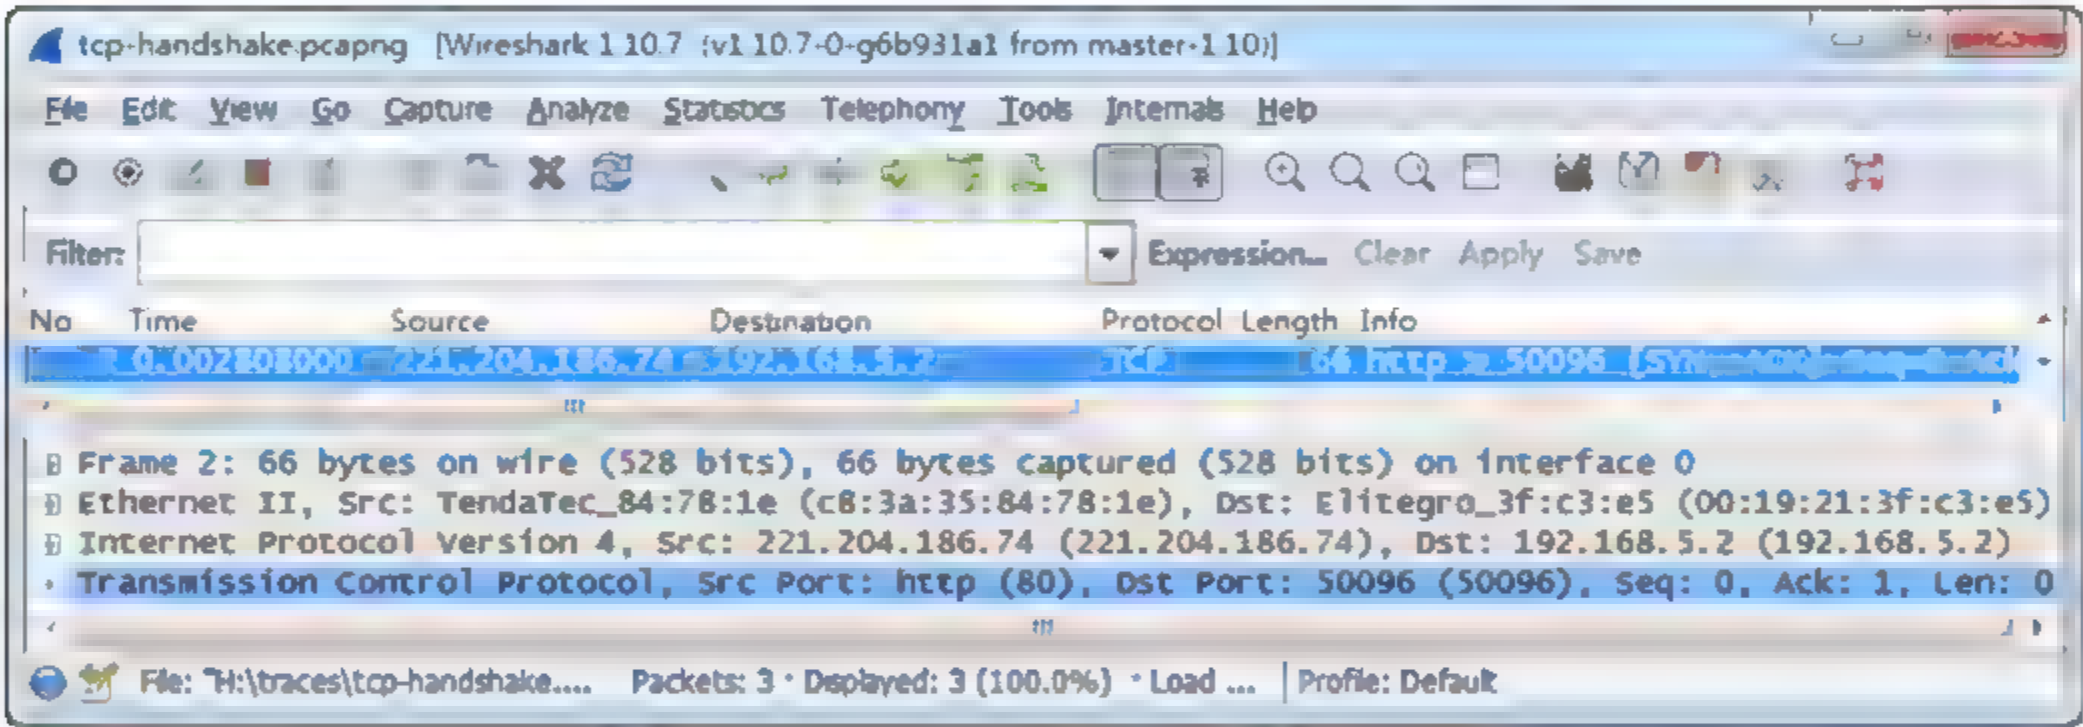 tcp-handshake.pcapng [Wireshark 1.10.7 (v1.10.7-0-g6b931a1 from master-1.10)]
File Edit View Go Capture Analyze Statistics Telephony Tools Internals Help
Filter: Expression... Clear Apply Save
No Time Source Destination Protocol Length Info
0.002808000 221.204.186.74 192.168.5.2 TCP 66 http > 50096 [SYN,
Frame 2: 66 bytes on wire (528 bits), 66 bytes captured (528 bits) on interface 0
Ethernet II, Src: TendaTec_84:78:1e (c8:3a:35:84:78:1e), Dst: Elitegro_3f:c3:e5 (00:19:21:3f:c3:e5)
Internet Protocol Version 4, Src: 221.204.186.74 (221.204.186.74), Dst: 192.168.5.2 (192.168.5.2)
Transmission Control Protocol, Src Port: http (80), Dst Port: 50096 (50096), Seq: 0, Ack: 1, Len: 0
File: "H:\traces\tcp-handshake.... Packets: 3 · Displayed: 3 (100.0%) · Load ... Profile: Default